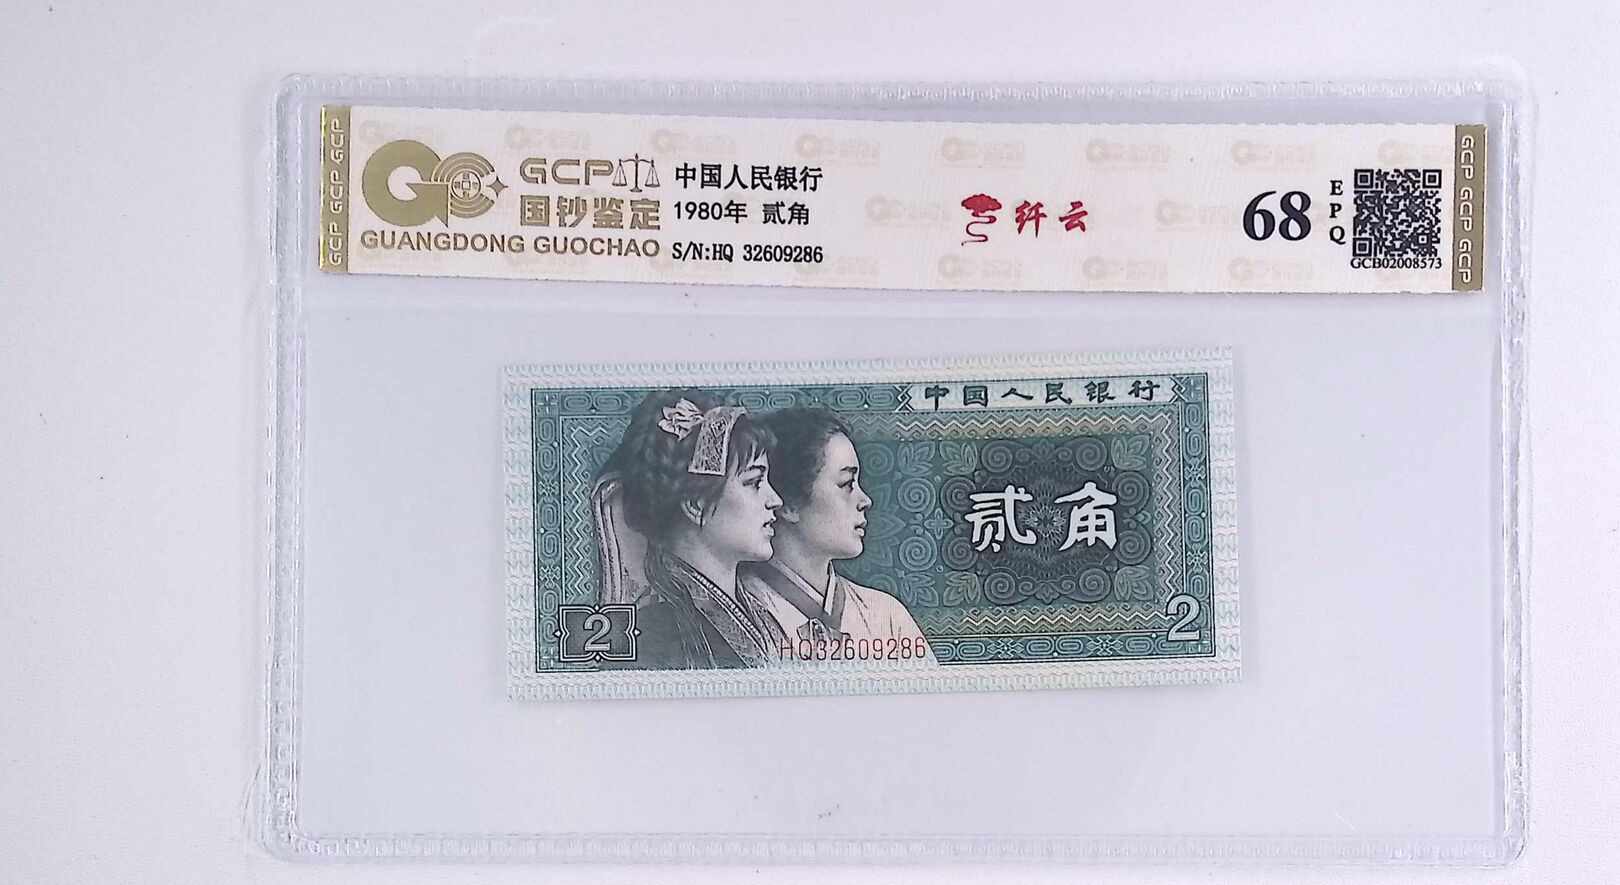 GCP GCP GCP
GCP
国钞鉴定
GUANGDONG GUOCHAO
中国人民银行
1980年 贰角
S/N:HQ 32609286
纤云
68
EPQ
GCB02008573
GCP GCP GCP
中国人民银行
贰角
2
2
HQ32609286